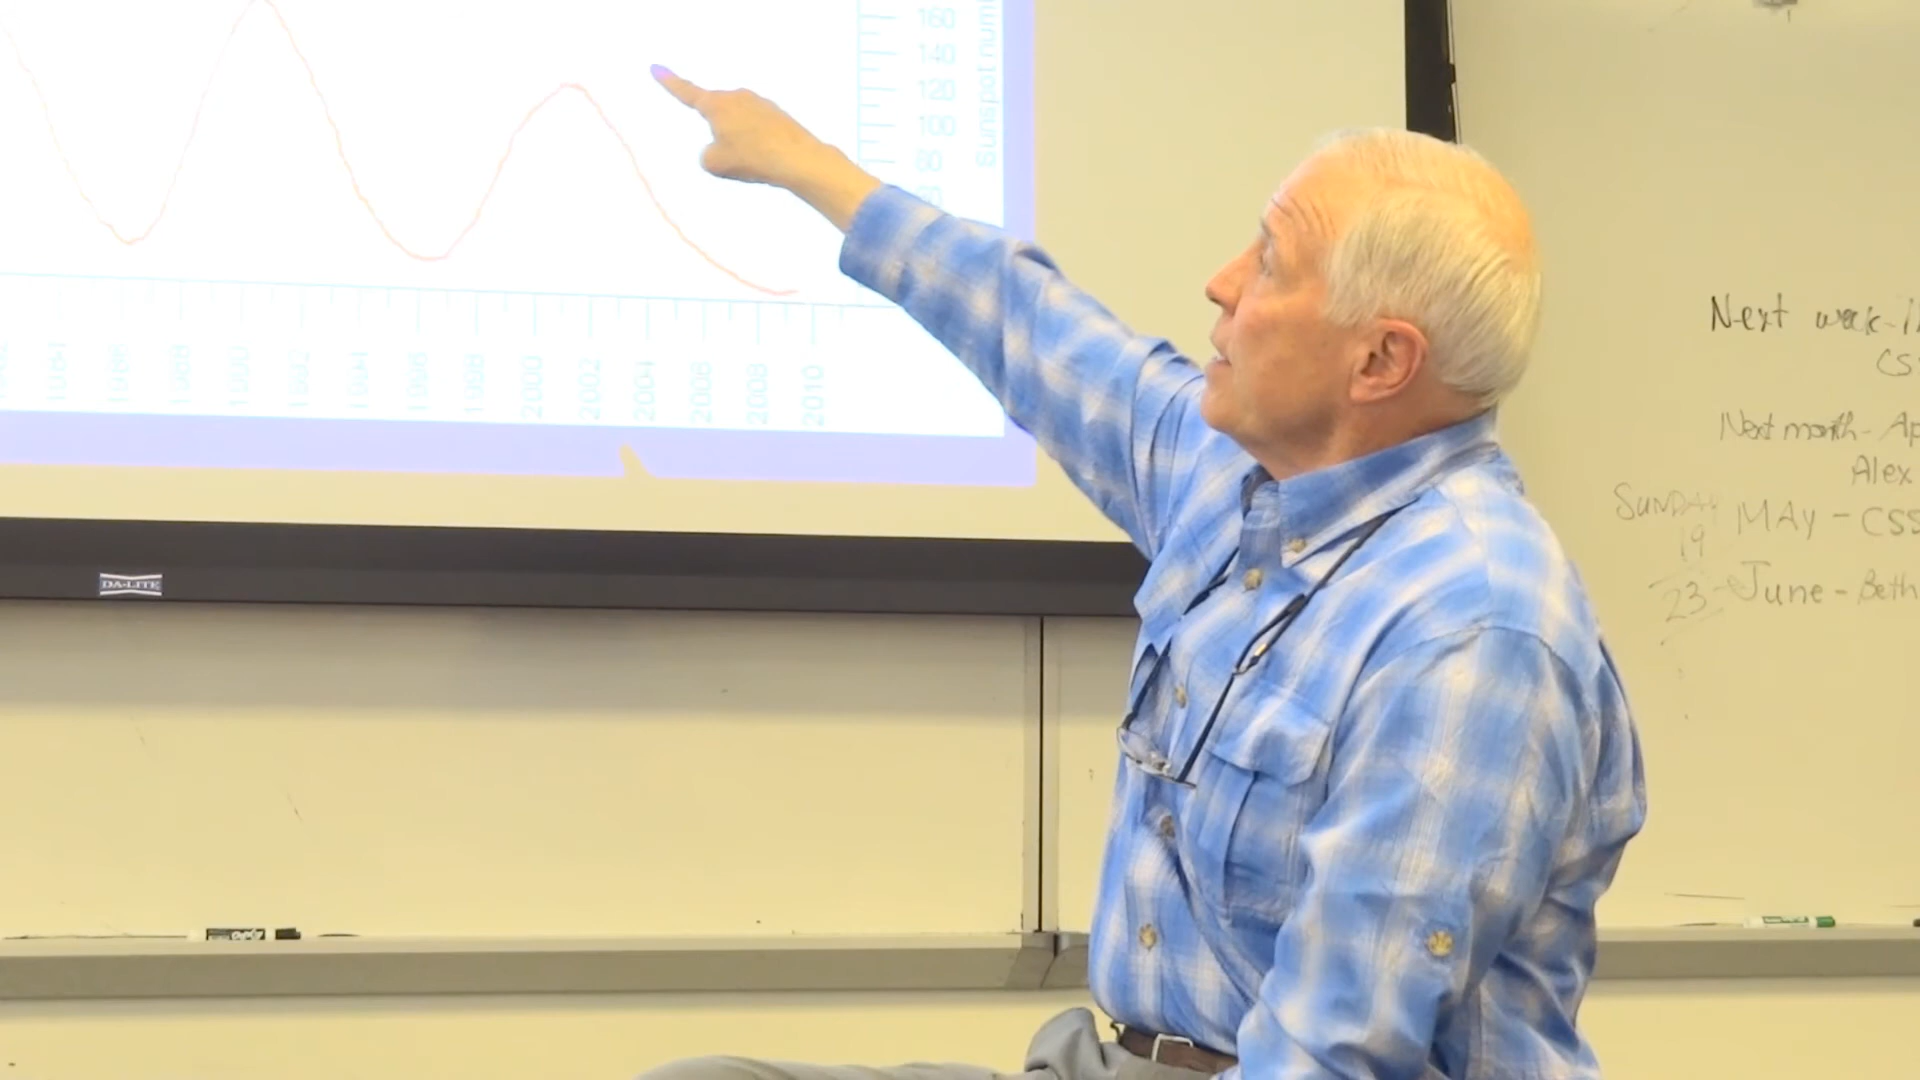 160
140
120
100
80
Sunspot num
1984
1986
1988
1990
1992
1994
1996
1998
2000
2002
2004
2006
2008
2010
DA-LITE
Next week-
CS
Next month- Ap
Alex
SUNDAY
19 MAY - CSS
23 - June - Beth
EXPO